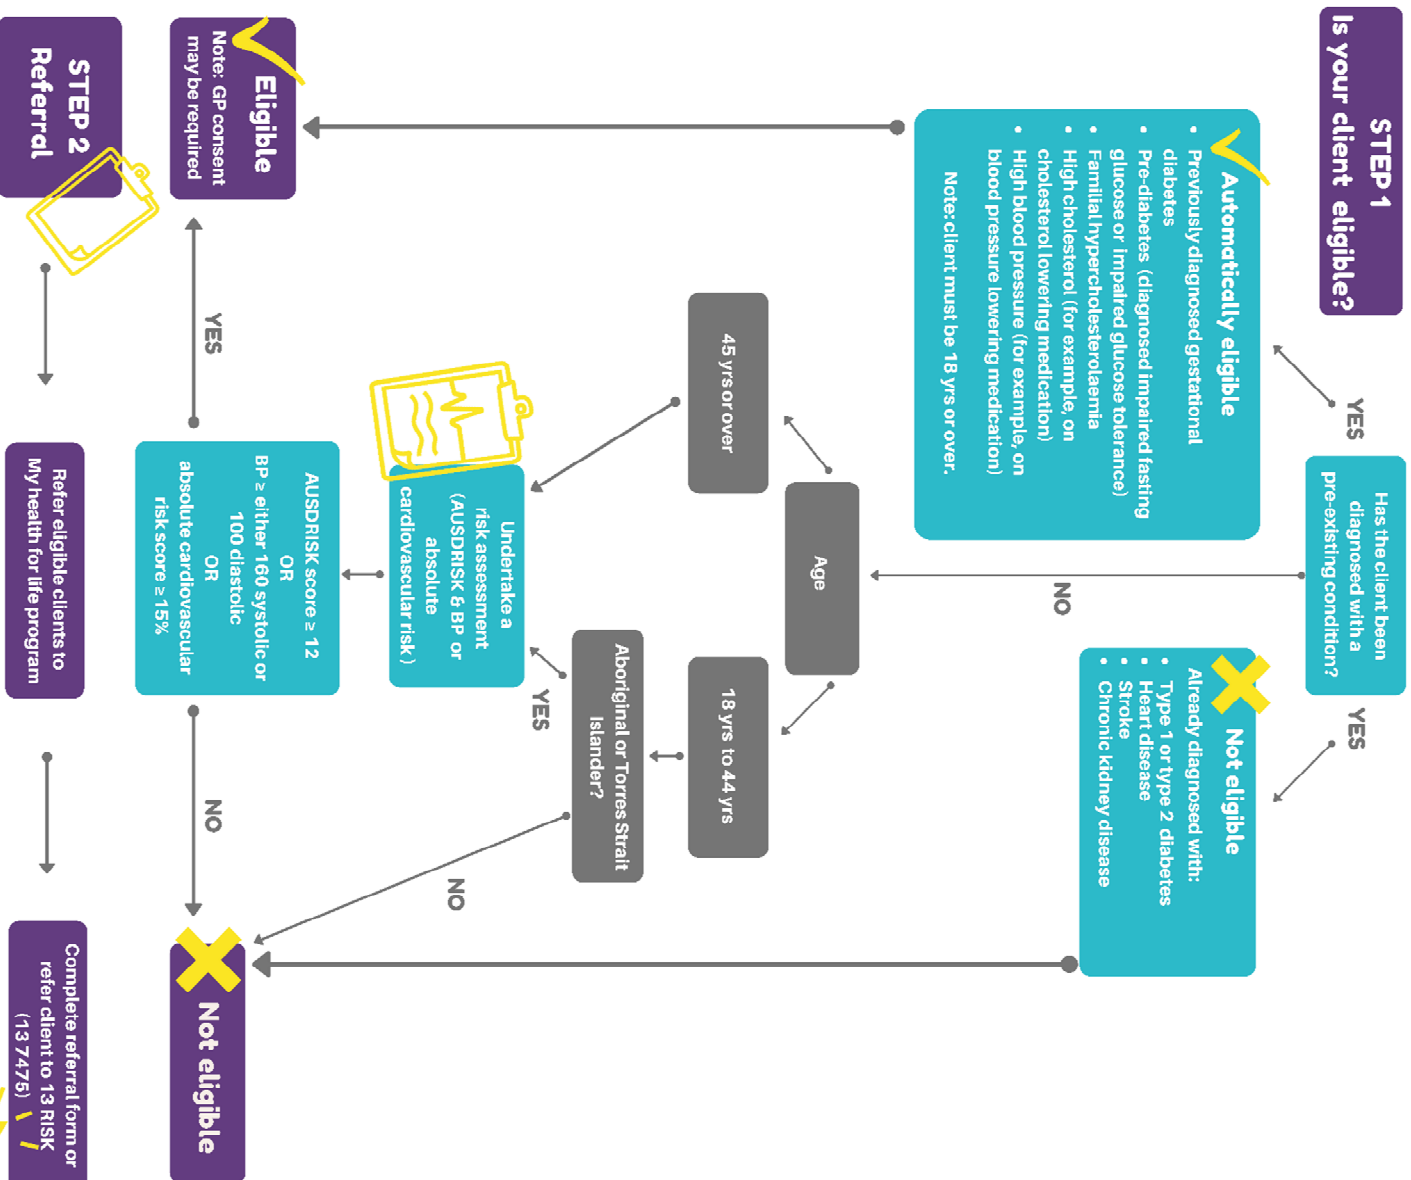 STEP 1
Is your client eligible?
Has the client been
diagnosed with a
pre-existing condition?
YES
YES
Automatically eligible
• Previously diagnosed gestational
diabetes
• Pre-diabetes (diagnosed impaired fasting
glucose or impaired glucose tolerance)
• Familial hypercholesterolaemia
• High cholesterol (for example, on
cholesterol lowering medication)
• High blood pressure (for example, on
blood pressure lowering medication)
Note: client must be 18 yrs or over.
NO
Not eligible
Already diagnosed with:
• Type 1 or type 2 diabetes
• Heart disease
• Stroke
• Chronic kidney disease
Age
45 yrs or over
18 yrs to 44 yrs
Aboriginal or Torres Strait
Islander?
YES
NO
Undertake a
risk assessment
(AUSDRISK & BP or
absolute
cardiovascular risk )
AUSDRISK score ≥ 12
OR
BP ≥ either 160 systolic or
100 diastolic
OR
absolute cardiovascular
risk score ≥ 15%
YES
NO
Eligible
Note: GP consent
may be required
Not eligible
STEP 2
Referral
Refer eligible clients to
My health for life program
Complete referral form or
refer client to 13 RISK
(13 7475)